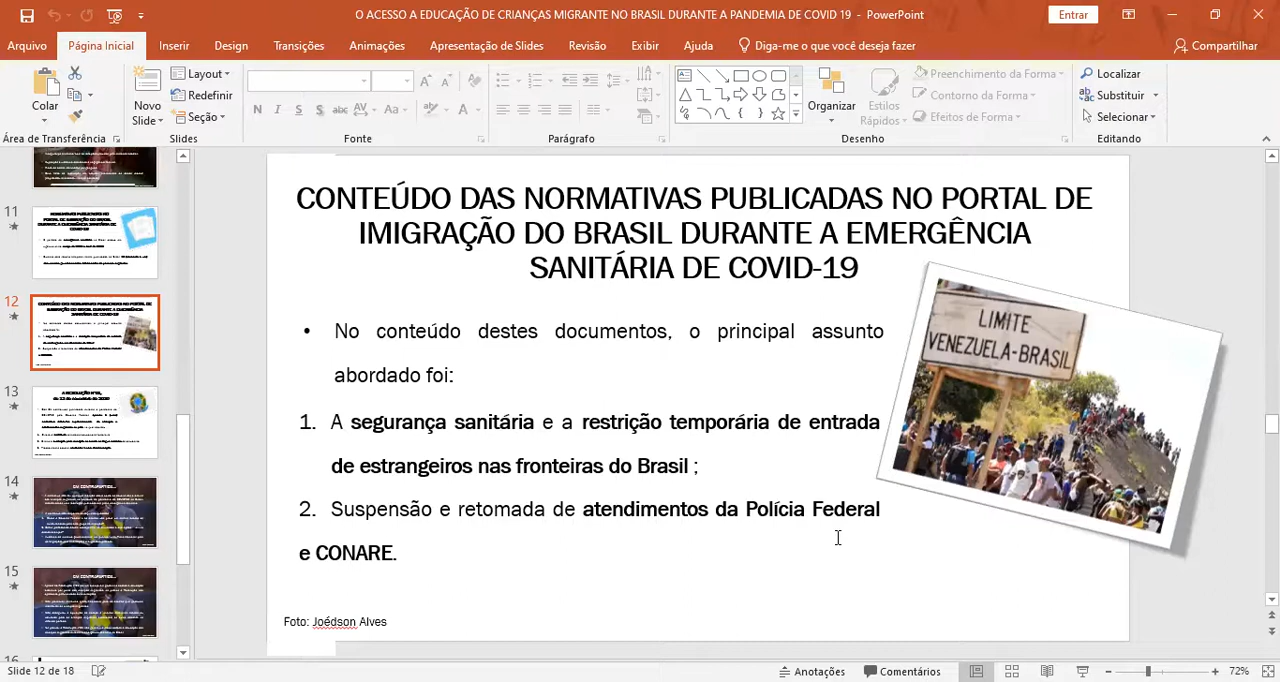 O ACESSO A EDUCAÇÃO DE CRIANÇAS MIGRANTE NO BRASIL DURANTE A PANDEMIA DE COVID 19 - PowerPoint
Entrar
Arquivo Página Inicial Inserir Design Transições Animações Apresentação de Slides Revisão Exibir Ajuda Diga-me o que você deseja fazer Compartilhar
Colar
Novo Slide
Layout
Redefinir
Seção
N I S S abc AV Aa A
Organizar
Estilos Rápidos
Preenchimento da Forma
Contorno da Forma
Efeitos de Forma
Localizar
Substituir
Selecionar
Área de Transferência Slides Fonte Parágrafo Desenho Editando
11
12
13
14
15
16
CONTEÚDO DAS NORMATIVAS PUBLICADAS NO PORTAL DE
IMIGRAÇÃO DO BRASIL DURANTE A EMERGÊNCIA
SANITÁRIA DE COVID-19
• No conteúdo destes documentos, o principal assunto
abordado foi:
1. A segurança sanitária e a restrição temporária de entrada
de estrangeiros nas fronteiras do Brasil ;
2. Suspensão e retomada de atendimentos da Polícia Federal
e CONARE.
LIMITE
VENEZUELA-BRASIL
Foto: Joédson Alves
Slide 12 de 18 Anotações Comentários 72%